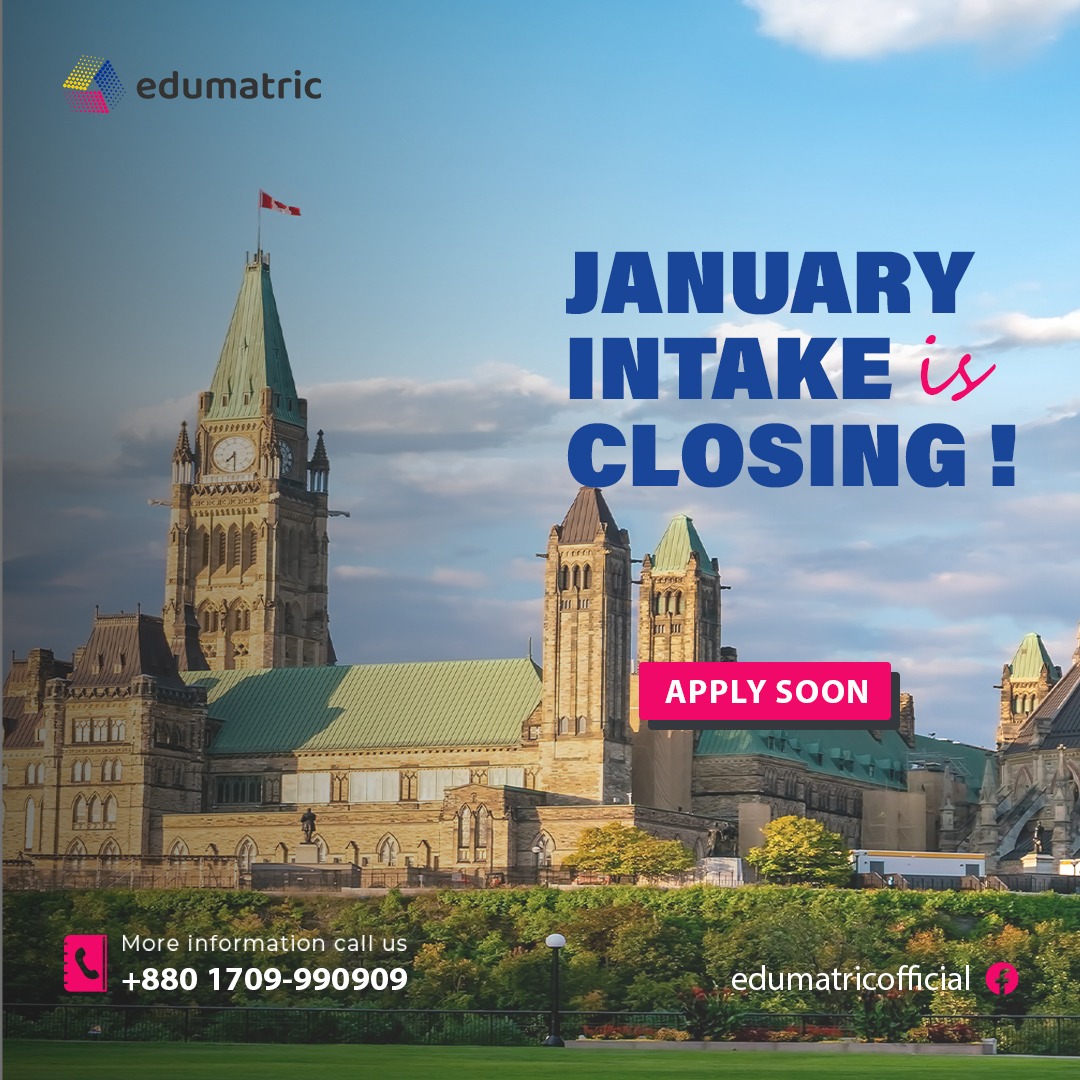 edumatric
JANUARY
INTAKE is
CLOSING !
APPLY SOON
More information call us
+880 1709-990909
edumatricofficial